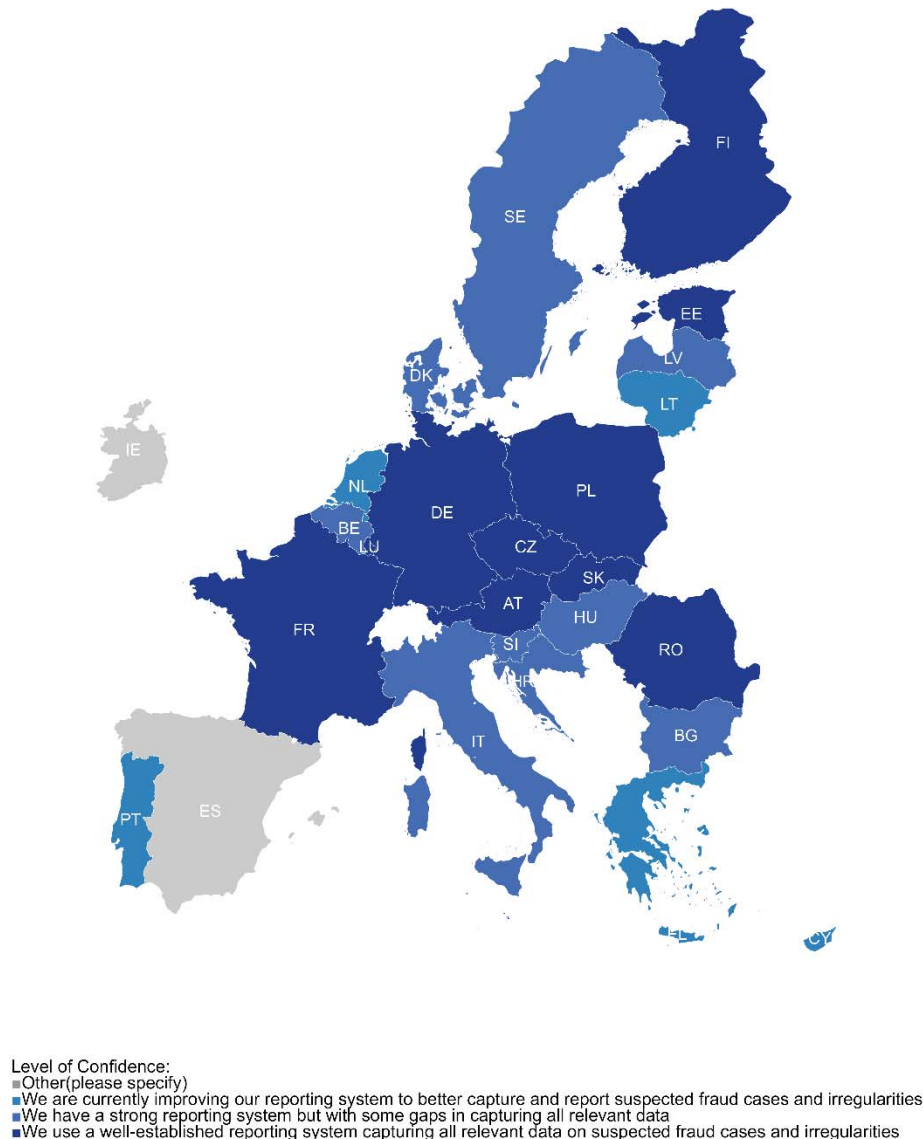 FI
SE
EE
LV
DK
LT
IE
NL
PL
DE
BE
LU
CZ
SK
AT
HU
FR
SI
RO
HR
BG
IT
ES
PT
EL
CY
Level of Confidence:
Other(please specify)
We are currently improving our reporting system to better capture and report suspected fraud cases and irregularities
We have a strong reporting system but with some gaps in capturing all relevant data
We use a well-established reporting system capturing all relevant data on suspected fraud cases and irregularities